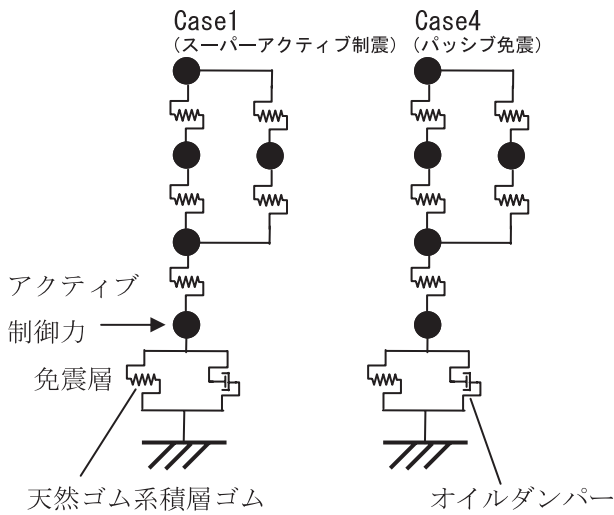 Case1
(スーパーアクティブ制震)
Case4
(パッシブ免震)
アクティブ
制御力
免震層
天然ゴム系積層ゴム
オイルダンパー